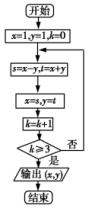 开始
x=1,y=1,k=0
s=x-y,t=x+y
x=s,y=t
k=k+1
k≥3
否
是
输出(x,y)
结束